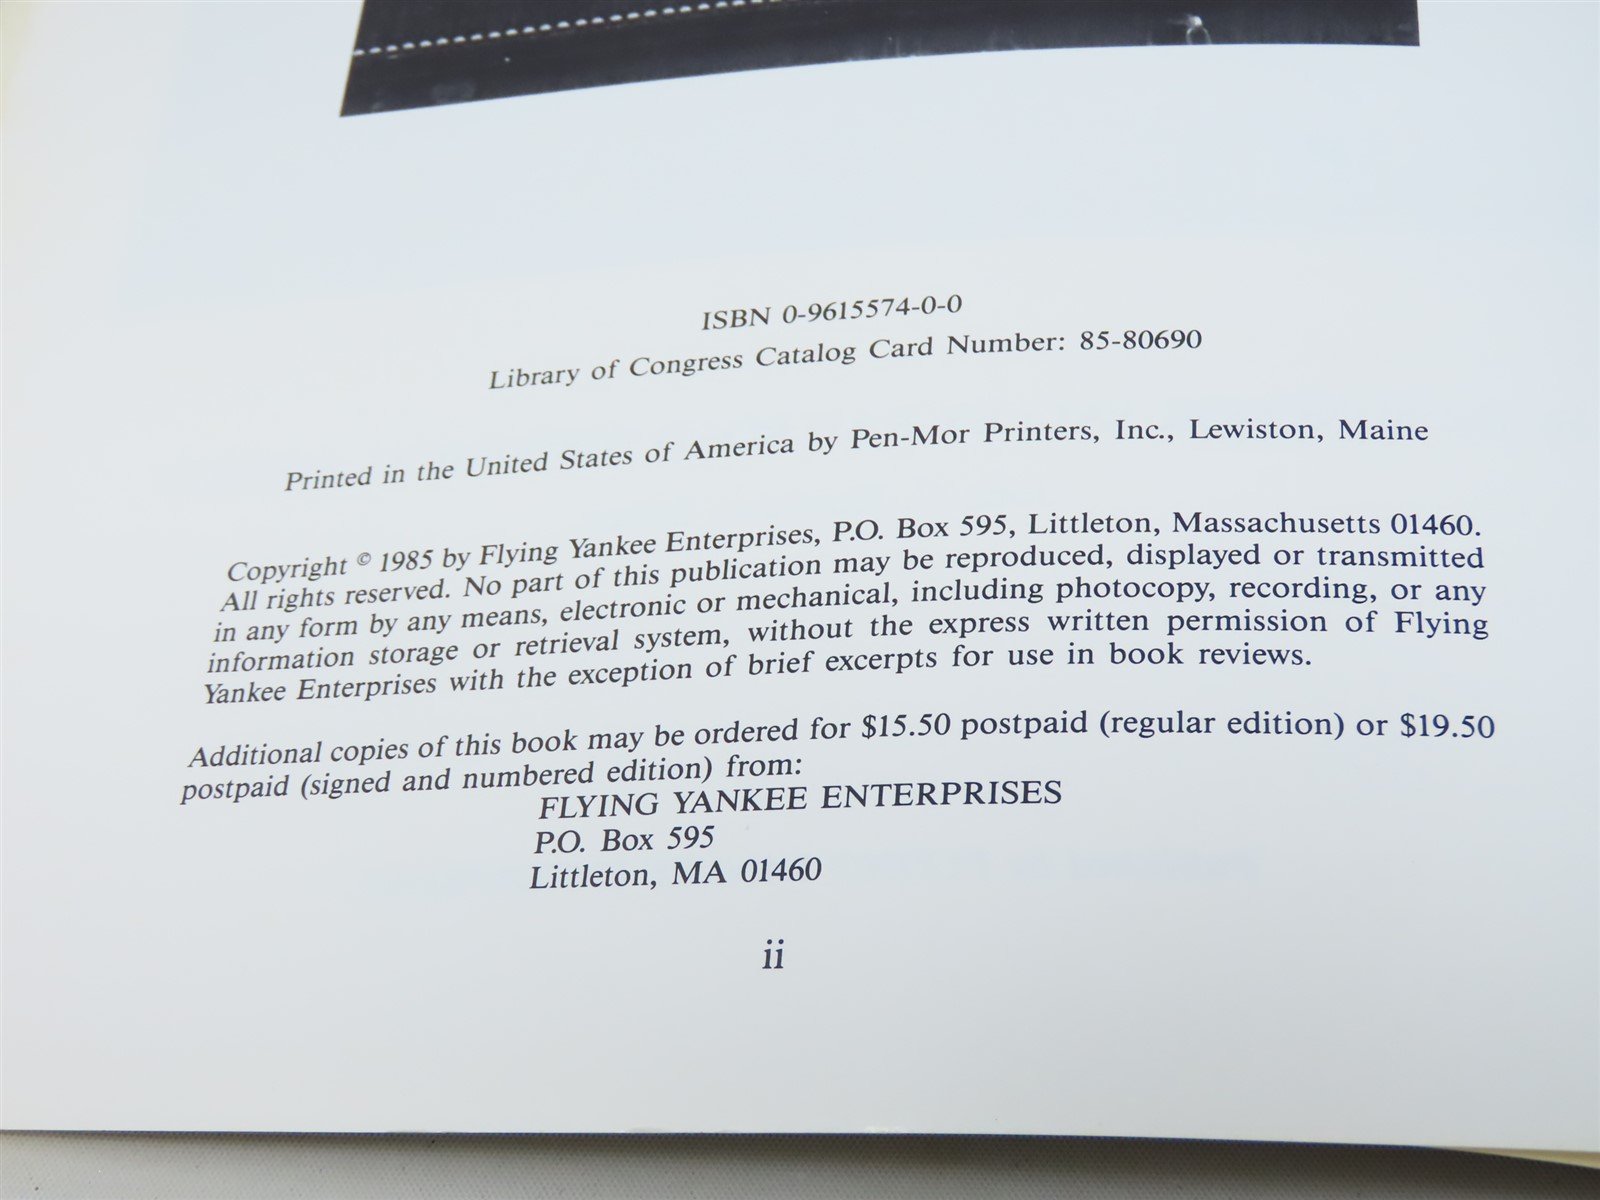 ISBN 0-9615574-0-0
Library of Congress Catalog Card Number: 85-80690
Printed in the United States of America by Pen-Mor Printers, Inc., Lewiston, Maine
Copyright © 1985 by Flying Yankee Enterprises, P.O. Box 595, Littleton, Massachusetts 01460.
All rights reserved. No part of this publication may be reproduced, displayed or transmitted
in any form by any means, electronic or mechanical, including photocopy, recording, or any
information storage or retrieval system, without the express written permission of Flying
Yankee Enterprises with the exception of brief excerpts for use in book reviews.
Additional copies of this book may be ordered for $15.50 postpaid (regular edition) or $19.50
postpaid (signed and numbered edition) from:
FLYING YANKEE ENTERPRISES
P.O. Box 595
Littleton, MA 01460
ii